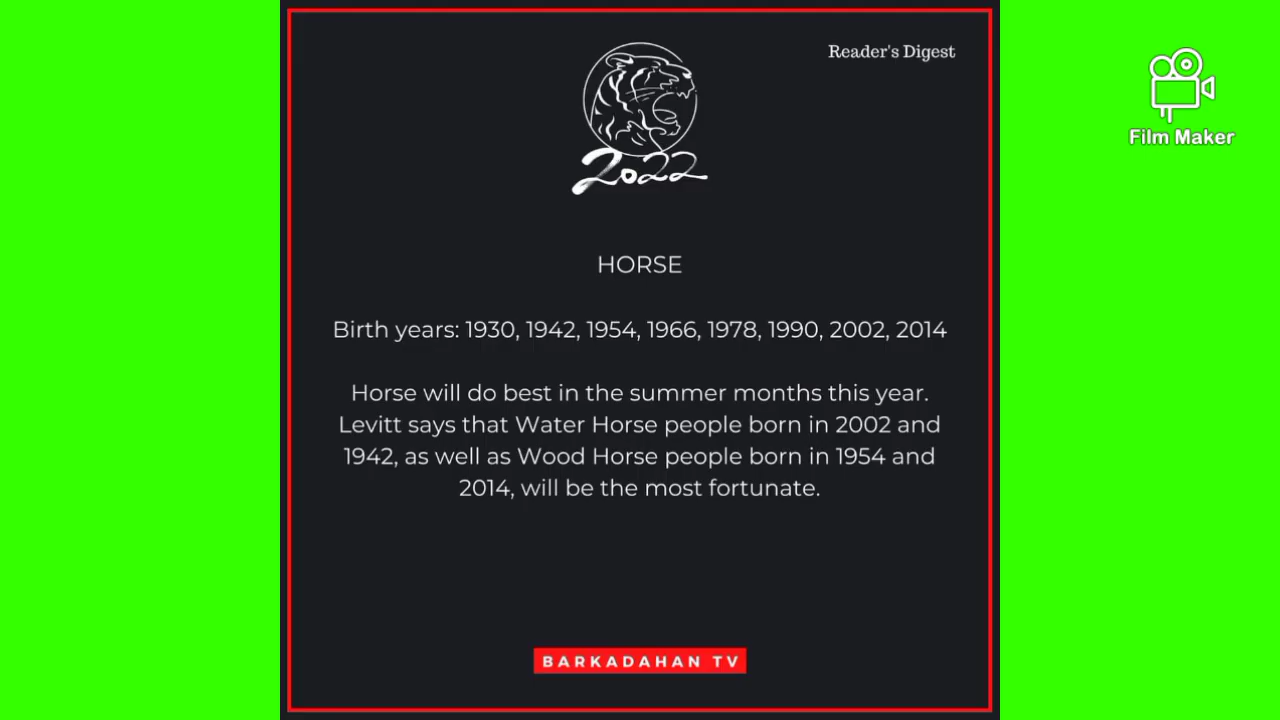 Reader's Digest
Film Maker
2022
HORSE
Birth years: 1930, 1942, 1954, 1966, 1978, 1990, 2002, 2014
Horse will do best in the summer months this year.
Levitt says that Water Horse people born in 2002 and
1942, as well as Wood Horse people born in 1954 and
2014, will be the most fortunate.
BARKADAHAN TV